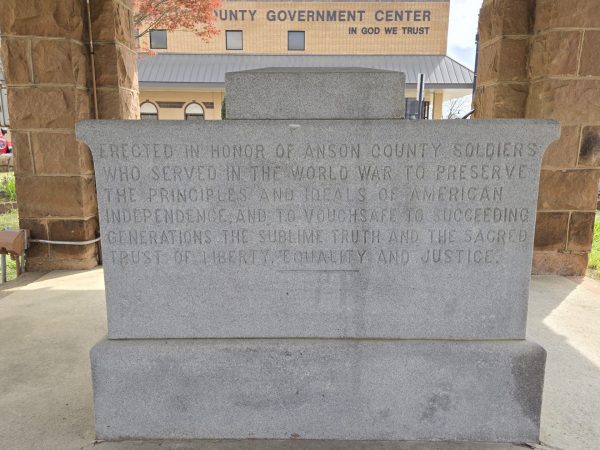 COUNTY GOVERNMENT CENTER
IN GOD WE TRUST
ERECTED IN HONOR OF ANSON COUNTY SOLDIERS
WHO SERVED IN THE WORLD WAR TO PRESERVE
THE PRINCIPLES AND IDEALS OF AMERICAN
INDEPENDENCE, AND TO VOUCHSAFE TO SUCCEEDING
GENERATIONS THE SUBLIME TRUTH AND THE SACRED
TRUST OF LIBERTY, EQUALITY AND JUSTICE.